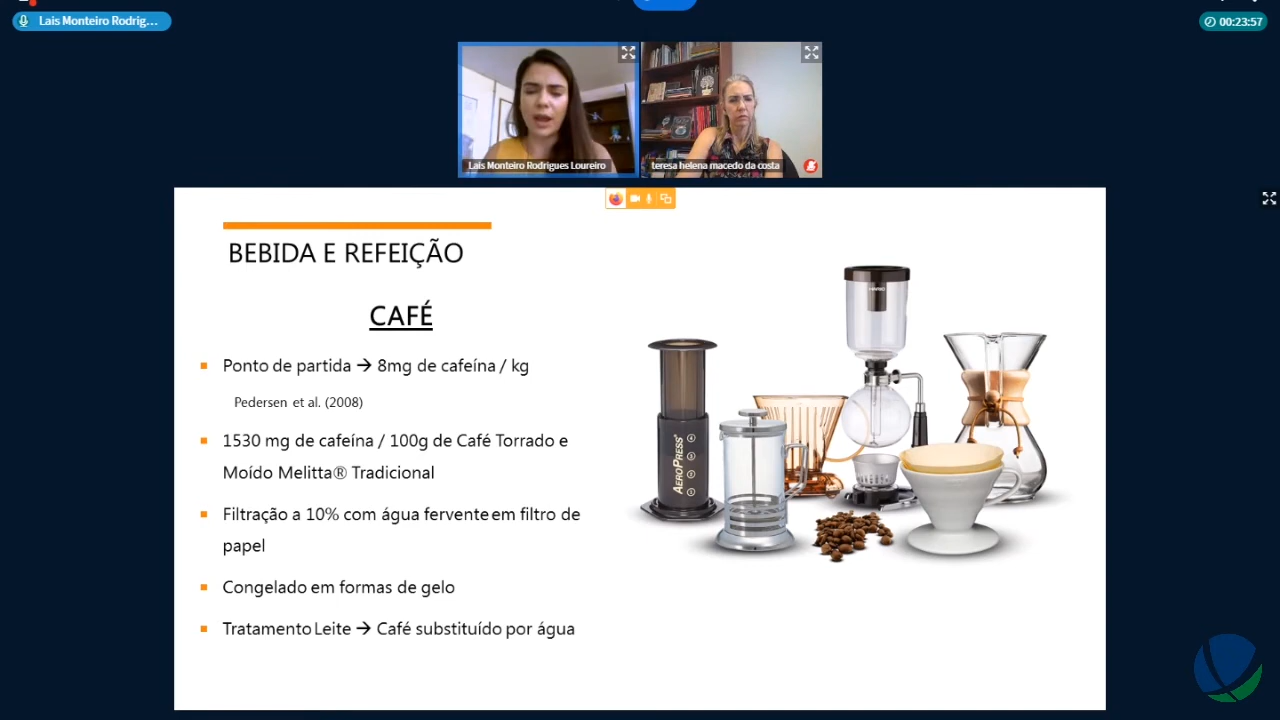 Lais Monteiro Rodrig...
00:23:57
Lais Monteiro Rodrigues Loureiro
teresa helena macedo da costa
BEBIDA E REFEIÇÃO
CAFÉ
Ponto de partida → 8mg de cafeína / kg
Pedersen et al. (2008)
1530 mg de cafeína / 100g de Café Torrado e
Moído Melitta® Tradicional
Filtração a 10% com água fervente em filtro de
papel
Congelado em formas de gelo
Tratamento Leite → Café substituído por água
HARIO
AEROPRESS